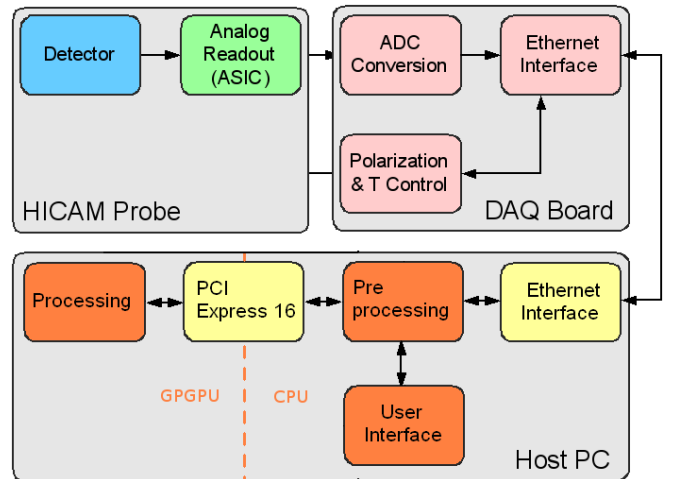 Detector
Analog
Readout
(ASIC)
HICAM Probe
ADC
Conversion
Ethernet
Interface
Polarization
& T Control
DAQ Board
Processing
PCI
Express 16
Pre
processing
Ethernet
Interface
GPGPU
CPU
User
Interface
Host PC